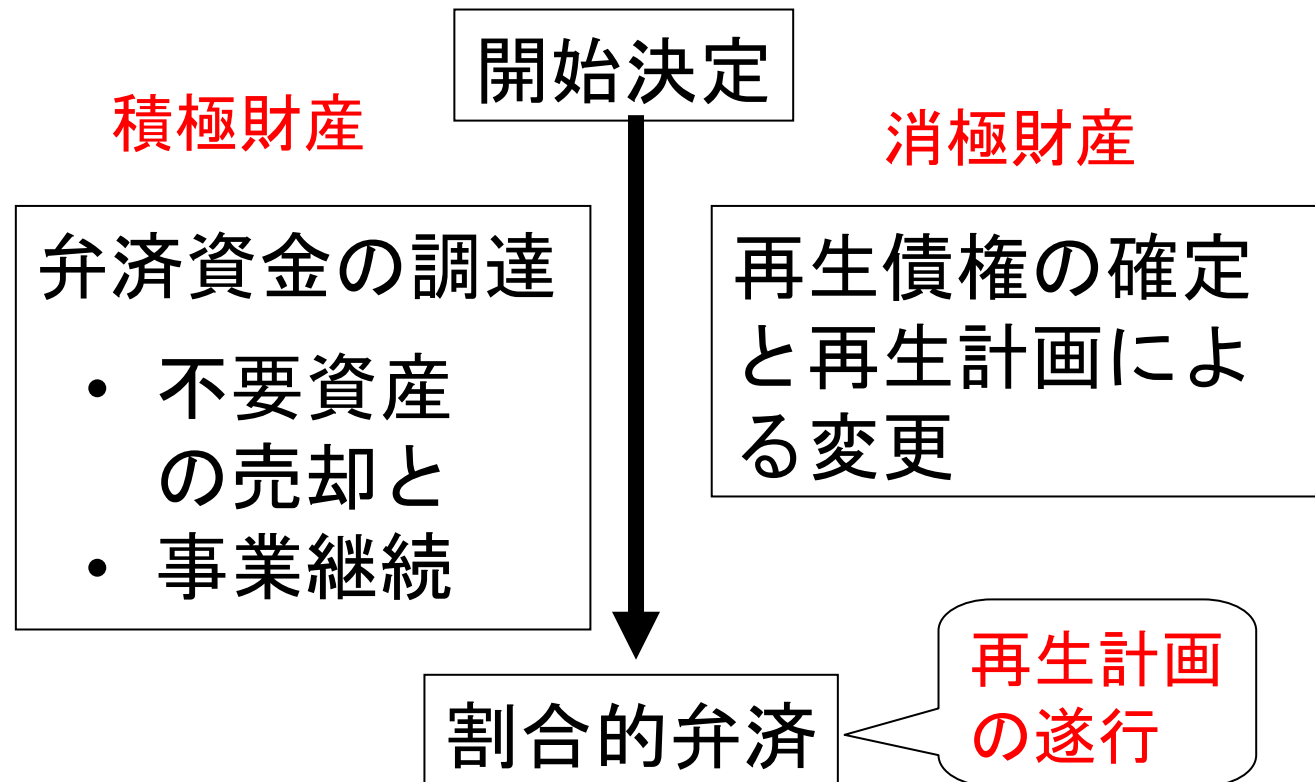 開始決定
積極財産
消極財産
弁済資金の調達
• 不要資産
の売却と
• 事業継続
再生債権の確定
と再生計画によ
る変更
割合的弁済
再生計画
の遂行